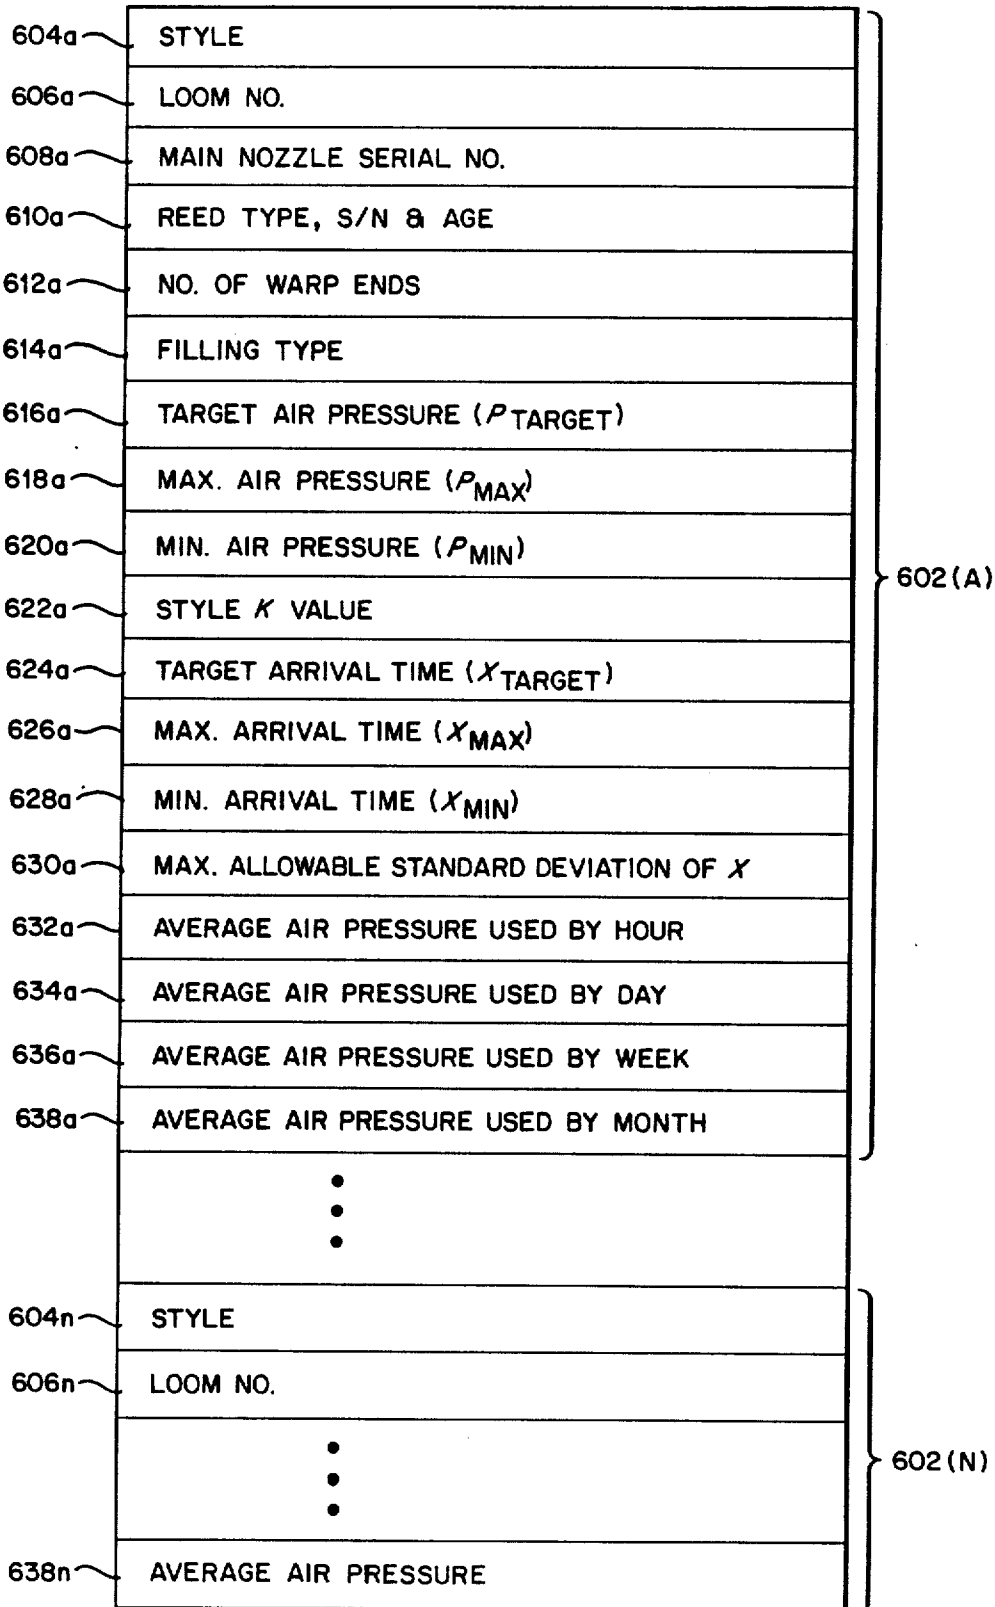 604a STYLE
606a LOOM NO.
608a MAIN NOZZLE SERIAL NO.
610a REED TYPE, S/N & AGE
612a NO. OF WARP ENDS
614a FILLING TYPE
616a TARGET AIR PRESSURE (PTARGET)
618a MAX. AIR PRESSURE (PMAX)
620a MIN. AIR PRESSURE (PMIN)
602(A)
622a STYLE K VALUE
624a TARGET ARRIVAL TIME (XTARGET)
626a MAX. ARRIVAL TIME (XMAX)
628a MIN. ARRIVAL TIME (XMIN)
630a MAX. ALLOWABLE STANDARD DEVIATION OF X
632a AVERAGE AIR PRESSURE USED BY HOUR
634a AVERAGE AIR PRESSURE USED BY DAY
636a AVERAGE AIR PRESSURE USED BY WEEK
638a AVERAGE AIR PRESSURE USED BY MONTH
604n STYLE
606n LOOM NO.
602(N)
638n AVERAGE AIR PRESSURE